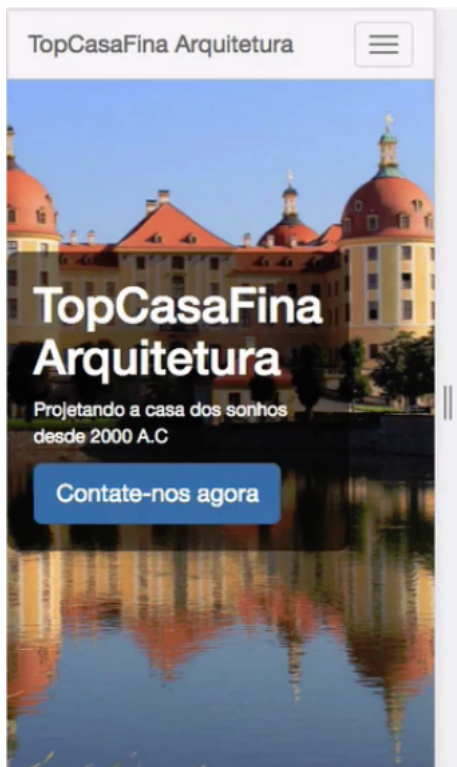 TopCasaFina Arquitetura
TopCasaFina
Arquitetura
Projetando a casa dos sonhos
desde 2000 A.C
Contate-nos agora